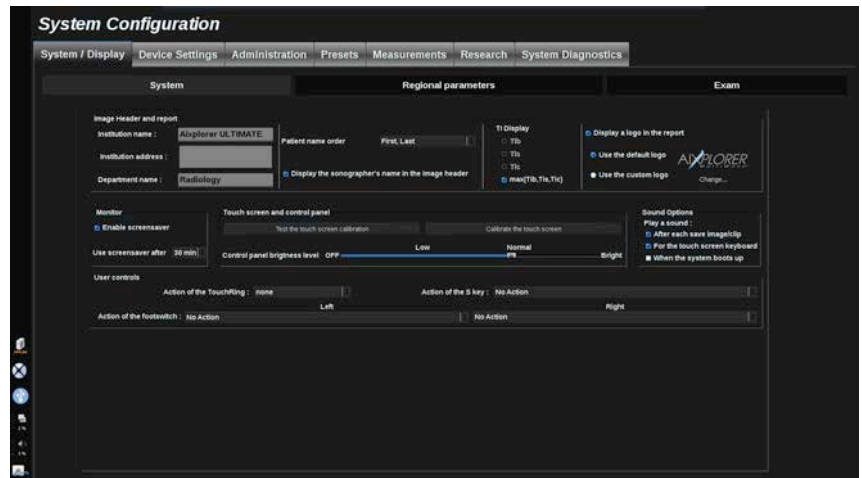 System Configuration
System / Display Device Settings Administration Presets Measurements Research System Diagnostics
System Regional parameters Exam
Image Header and report
Institution name : Aixplorer ULTIMATE
Institution address :
Department name : Radiology
Patient name order First, Last
Display the sonographer's name in the image header
TI Display
TIb
TIs
TIc
max(TIb,TIs,TIc)
Display a logo in the report
Use the default logo
AIXPLORER
Use the custom logo
Change...
Monitor
Enable screensaver
Use screensaver after 30 min
Touch screen and control panel
Test the touch screen calibration Calibrate the touch screen
Low Normal
Control panel brigtness level OFF Bright
Sound Options
Play a sound :
After each save image/clip
For the touch screen keyboard
When the system boots up
User controls
Action of the TouchRing : none Action of the S key : No Action
Left Right
Action of the footswitch : No Action No Action